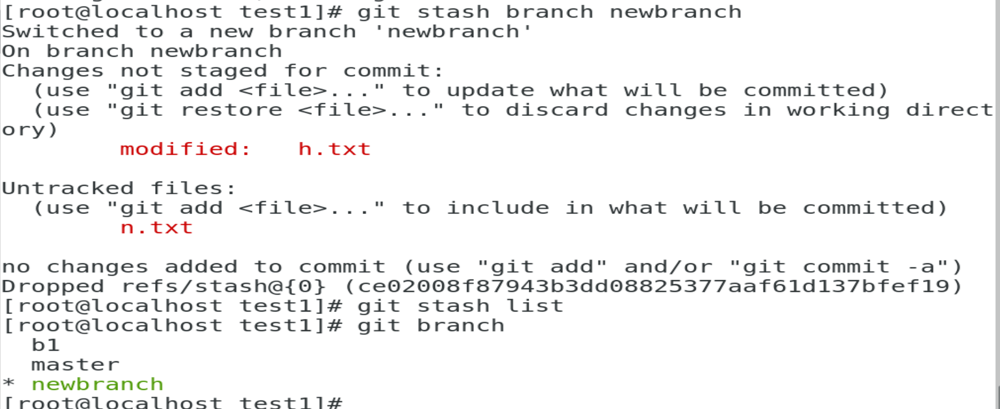 [root@localhost test1]# git stash branch newbranch
Switched to a new branch 'newbranch'
On branch newbranch
Changes not staged for commit:
  (use "git add <file>..." to update what will be committed)
  (use "git restore <file>..." to discard changes in working direct
ory)
        modified:   h.txt

Untracked files:
  (use "git add <file>..." to include in what will be committed)
        n.txt

no changes added to commit (use "git add" and/or "git commit -a")
Dropped refs/stash@{0} (ce02008f87943b3dd08825377aaf61d137bfef19)
[root@localhost test1]# git stash list
[root@localhost test1]# git branch
  b1
  master
* newbranch
[root@localhost test1]#